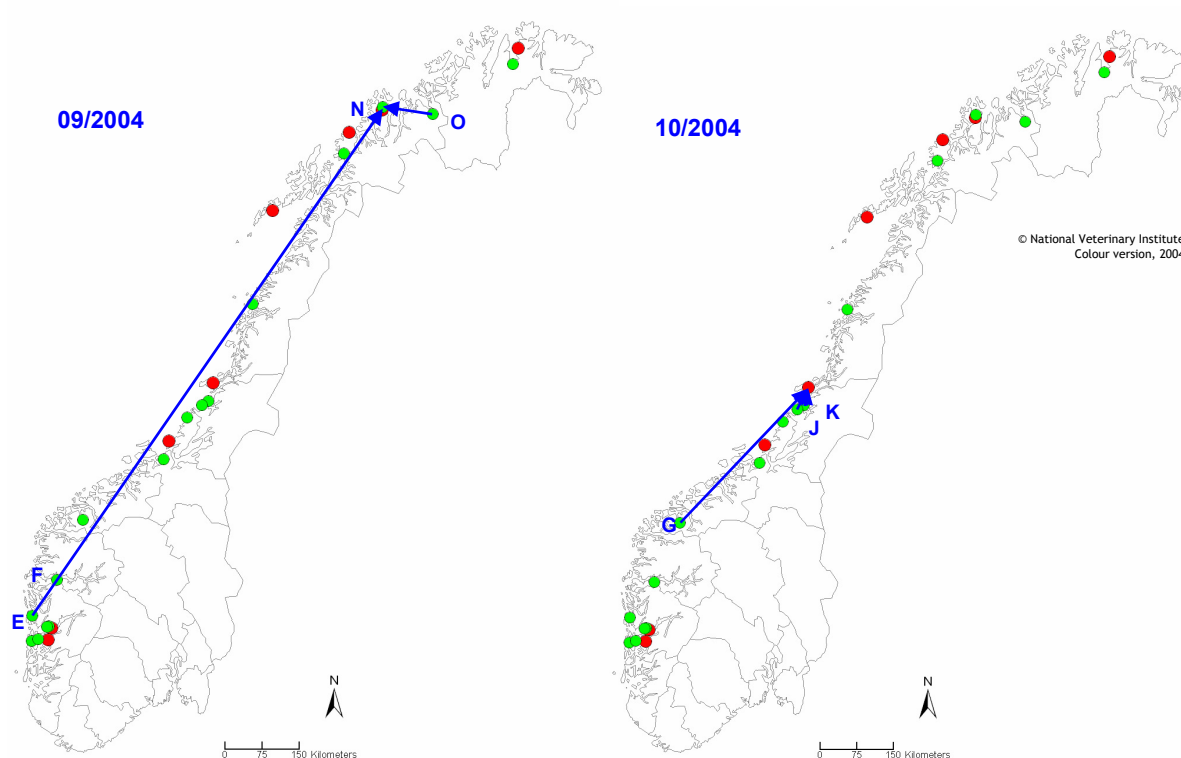 09/2004
N
O
F
E
N
0 75 150 Kilometers
10/2004
© National Veterinary Institute
Colour version, 2004
K
J
G
N
0 75 150 Kilometers